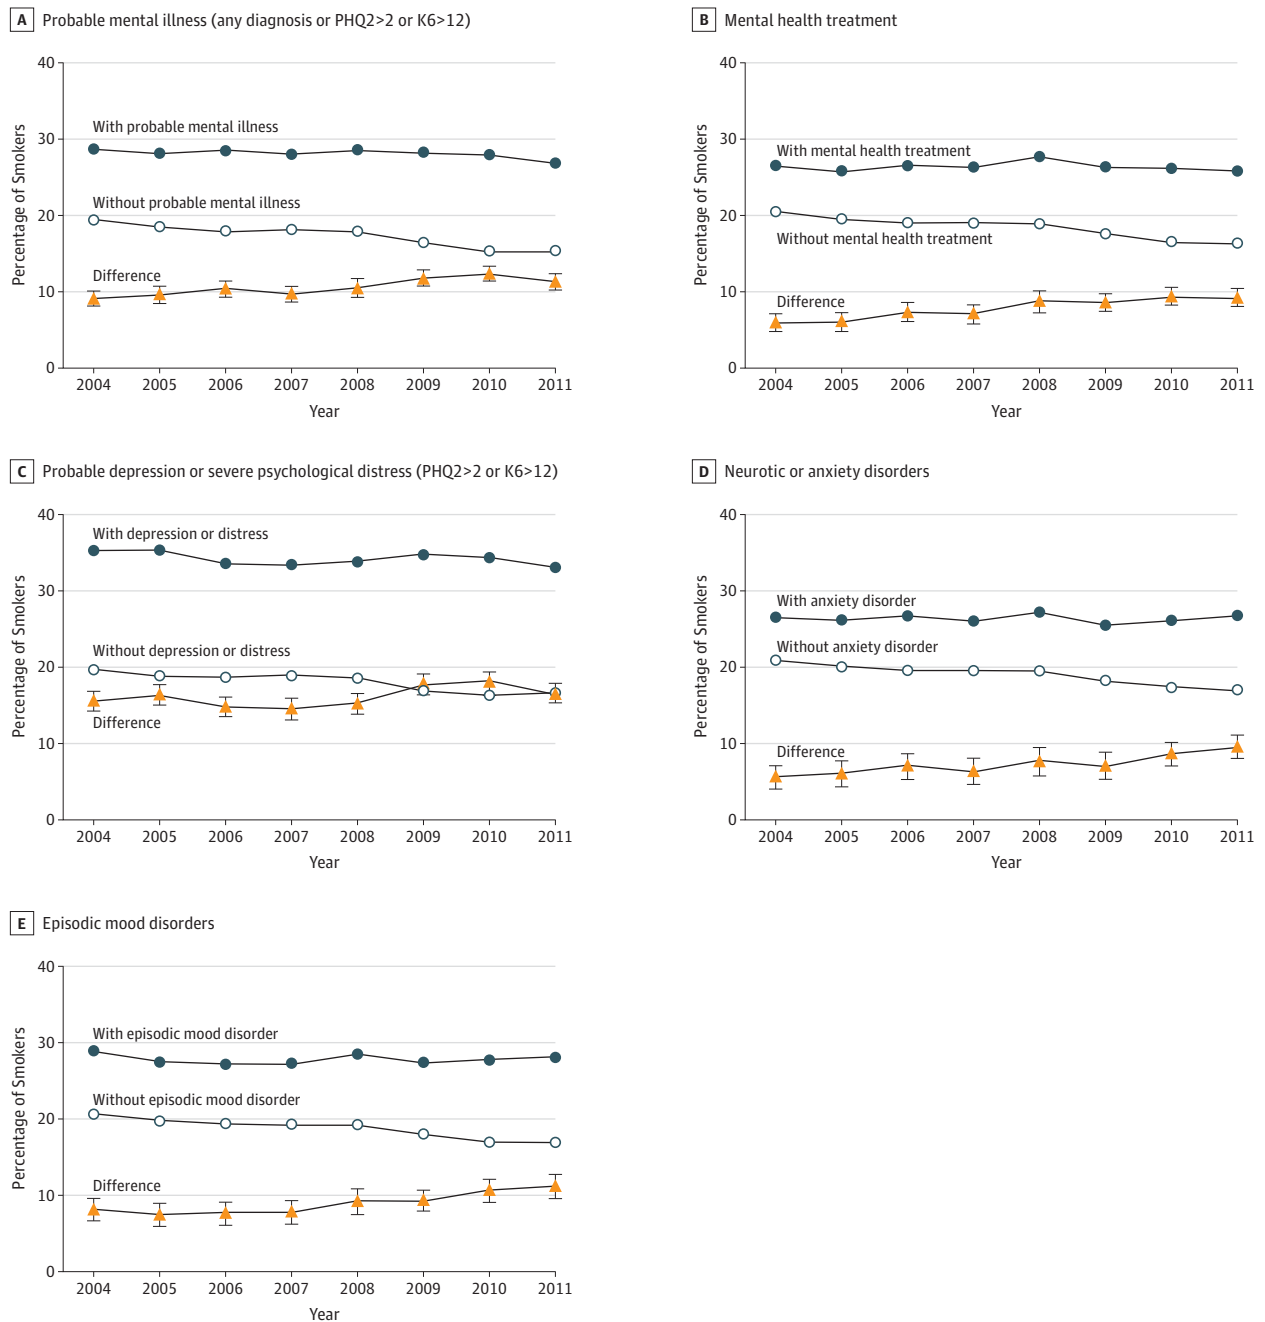 A Probable mental illness (any diagnosis or PHQ2>2 or K6>12)
Percentage of Smokers
40
30
20
10
0
With probable mental illness
Without probable mental illness
Difference
2004 2005 2006 2007 2008 2009 2010 2011
Year
B Mental health treatment
Percentage of Smokers
40
30
20
10
0
With mental health treatment
Without mental health treatment
Difference
2004 2005 2006 2007 2008 2009 2010 2011
Year
C Probable depression or severe psychological distress (PHQ2>2 or K6>12)
Percentage of Smokers
40
30
20
10
0
With depression or distress
Without depression or distress
Difference
2004 2005 2006 2007 2008 2009 2010 2011
Year
D Neurotic or anxiety disorders
Percentage of Smokers
40
30
20
10
0
With anxiety disorder
Without anxiety disorder
Difference
2004 2005 2006 2007 2008 2009 2010 2011
Year
E Episodic mood disorders
Percentage of Smokers
40
30
20
10
0
With episodic mood disorder
Without episodic mood disorder
Difference
2004 2005 2006 2007 2008 2009 2010 2011
Year